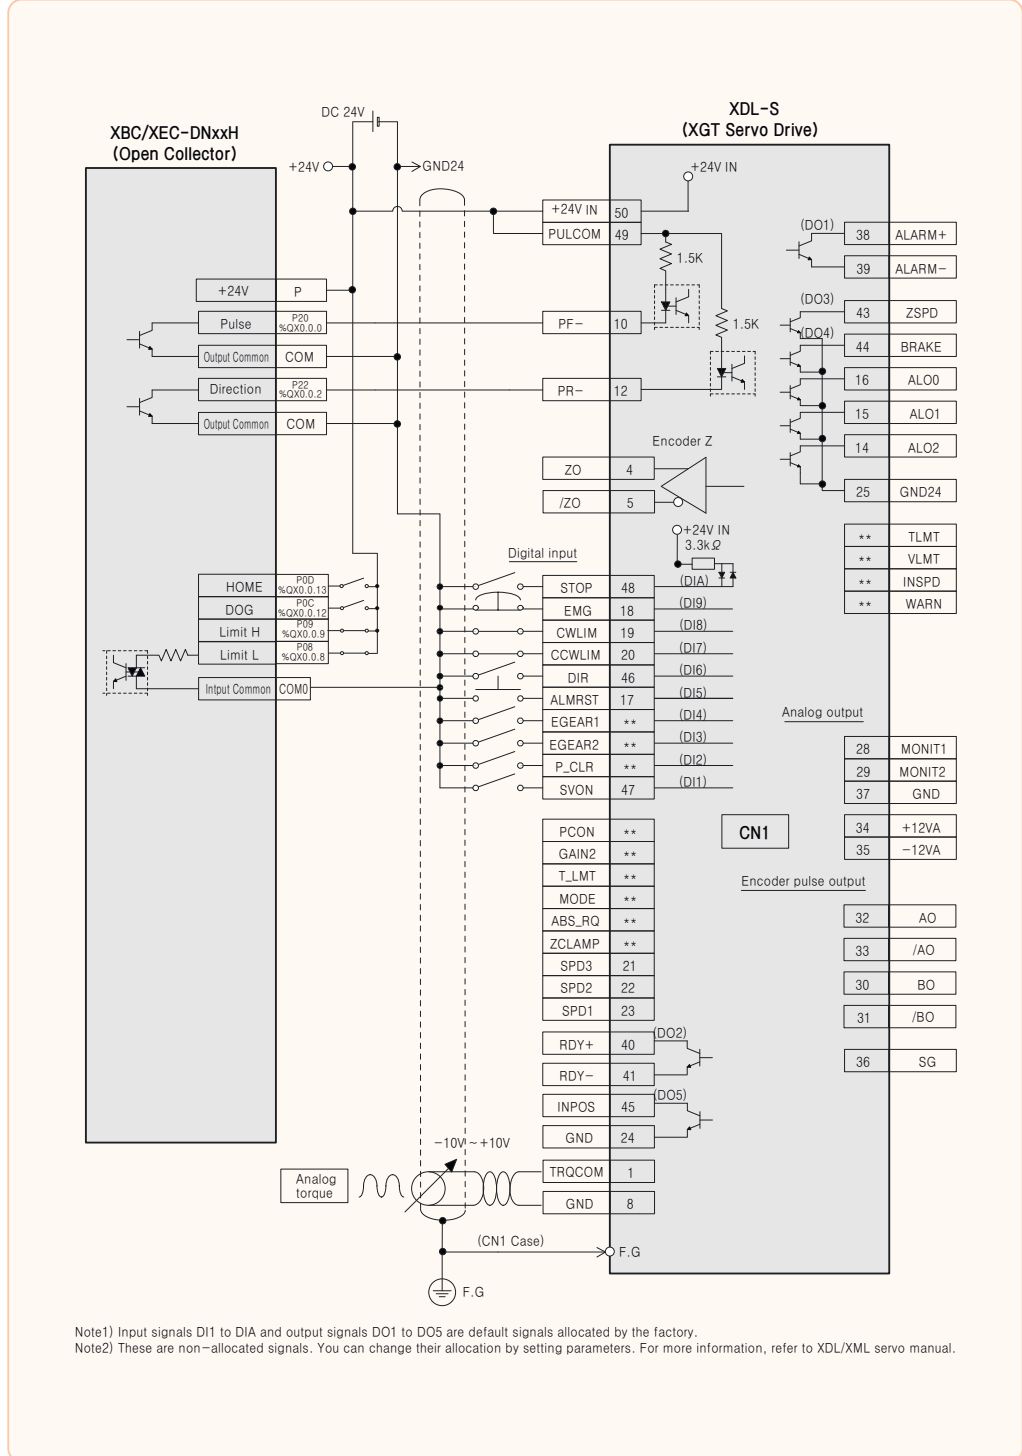 DC 24V
XDL-S
(XGT Servo Drive)
XBC/XEC-DNxxH
(Open Collector)
+24V
GND24
+24V IN
+24V IN 50
PULCOM 49
1.5K
(DO1)
38 ALARM+
39 ALARM-
+24V P
(DO3)
43 ZSPD
Pulse P20 %QX0.0.0
PF- 10
1.5K
(DO4)
44 BRAKE
Output Common COM
16 ALO0
Direction P22 %QX0.0.2
PR- 12
15 ALO1
Output Common COM
14 ALO2
Encoder Z
ZO 4
25 GND24
/ZO 5
+24V IN
3.3kΩ
** TLMT
** VLMT
** INSPD
** WARN
Digital input
HOME P0D %QX0.0.13
DOG P0C %QX0.0.12
Limit H P09 %QX0.0.9
Limit L P08 %QX0.0.8
Intput Common COM0
STOP 48 (DIA)
EMG 18 (DI9)
CWLIM 19 (DI8)
CCWLIM 20 (DI7)
DIR 46 (DI6)
ALMRST 17 (DI5)
EGEAR1 ** (DI4)
EGEAR2 ** (DI3)
P_CLR ** (DI2)
SVON 47 (DI1)
Analog output
28 MONIT1
29 MONIT2
37 GND
34 +12VA
35 -12VA
CN1
PCON **
GAIN2 **
T_LMT **
MODE **
ABS_RQ **
ZCLAMP **
SPD3 21
SPD2 22
SPD1 23
Encoder pulse output
32 AO
33 /AO
30 BO
31 /BO
36 SG
RDY+ 40 (DO2)
RDY- 41
INPOS 45 (DO5)
GND 24
-10V~+10V
Analog
torque
TRQCOM 1
GND 8
(CN1 Case)
F.G
F.G
Note1) Input signals DI1 to DIA and output signals DO1 to DO5 are default signals allocated by the factory.
Note2) These are non-allocated signals. You can change their allocation by setting parameters. For more information, refer to XDL/XML servo manual.